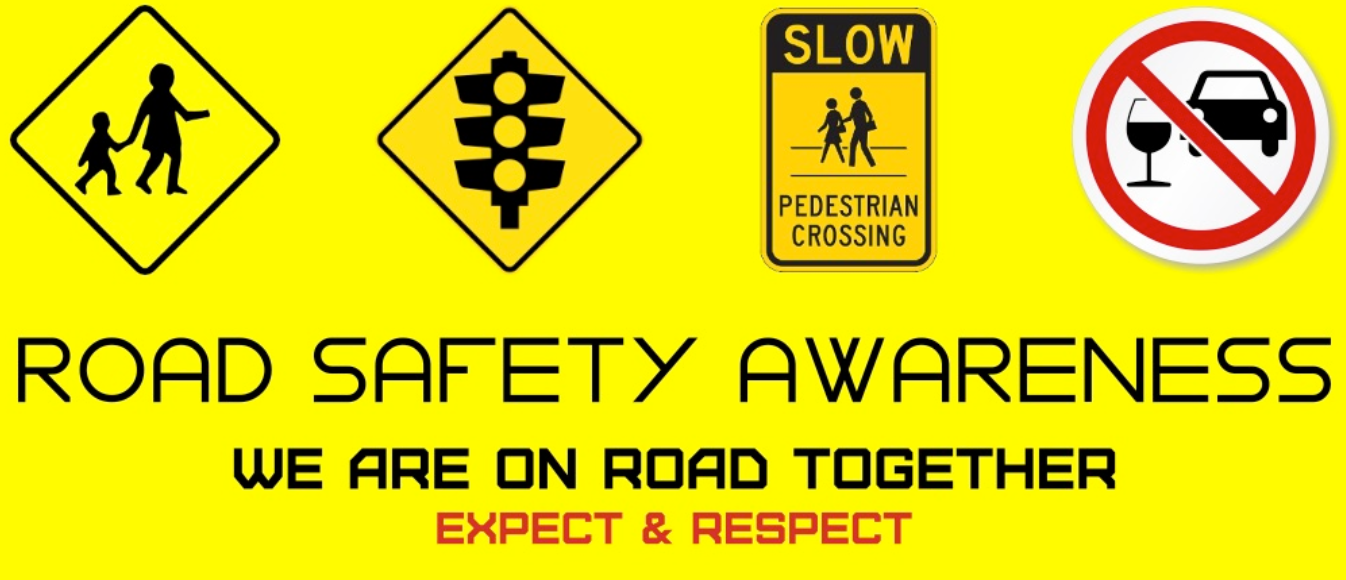 SLOW
PEDESTRIAN
CROSSING
ROAD SAFETY AWARENESS
WE ARE ON ROAD TOGETHER
EXPECT & RESPECT